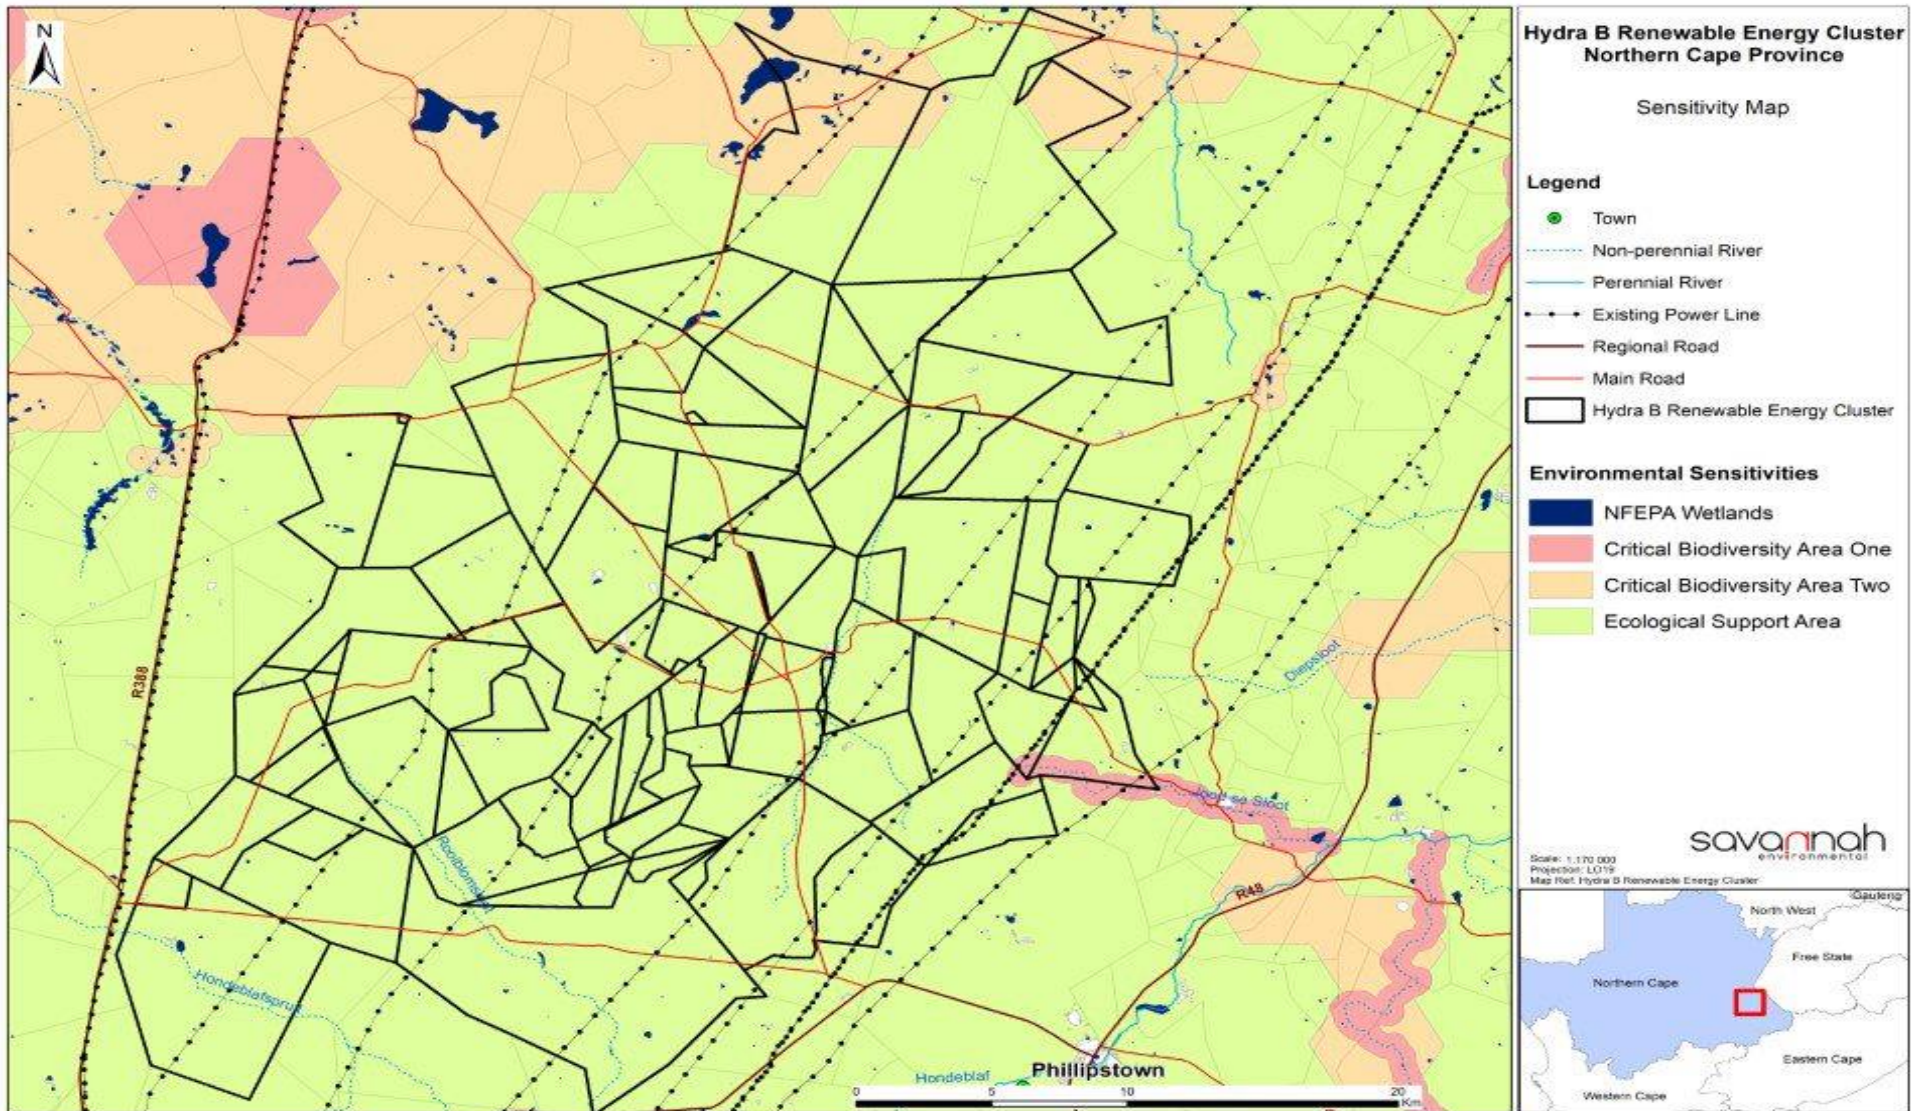 N
R388
Rooiblomsloot
Hondeblafspruit
Hondeblaf
Phillipstown
R48
Diepsloot
0
5
10
20
Km
Hydra B Renewable Energy Cluster
Northern Cape Province
Sensitivity Map
Legend
Town
Non-perennial River
Perennial River
Existing Power Line
Regional Road
Main Road
Hydra B Renewable Energy Cluster
Environmental Sensitivities
NFEPA Wetlands
Critical Biodiversity Area One
Critical Biodiversity Area Two
Ecological Support Area
savannah
environmental
Scale: 1:170 000
Projection: LO19
Map Ref: Hydra B Renewable Energy Cluster
Gauteng
North West
Free State
Northern Cape
Eastern Cape
Western Cape